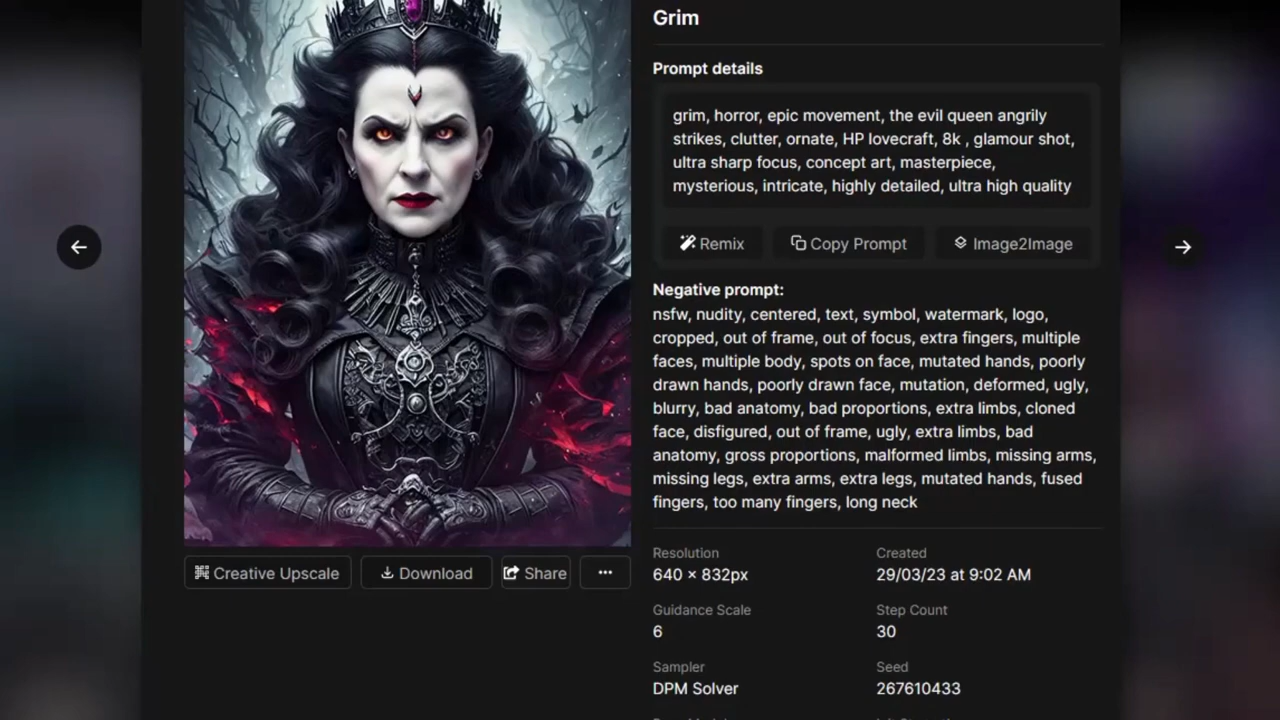 Grim
Prompt details
grim, horror, epic movement, the evil queen angrily
strikes, clutter, ornate, HP lovecraft, 8k , glamour shot,
ultra sharp focus, concept art, masterpiece,
mysterious, intricate, highly detailed, ultra high quality
Remix
Copy Prompt
Image2Image
Negative prompt:
nsfw, nudity, centered, text, symbol, watermark, logo,
cropped, out of frame, out of focus, extra fingers, multiple
faces, multiple body, spots on face, mutated hands, poorly
drawn hands, poorly drawn face, mutation, deformed, ugly,
blurry, bad anatomy, bad proportions, extra limbs, cloned
face, disfigured, out of frame, ugly, extra limbs, bad
anatomy, gross proportions, malformed limbs, missing arms,
missing legs, extra arms, extra legs, mutated hands, fused
fingers, too many fingers, long neck
Creative Upscale
Download
Share
Resolution
640 × 832px
Created
29/03/23 at 9:02 AM
Guidance Scale
6
Step Count
30
Sampler
DPM Solver
Seed
267610433